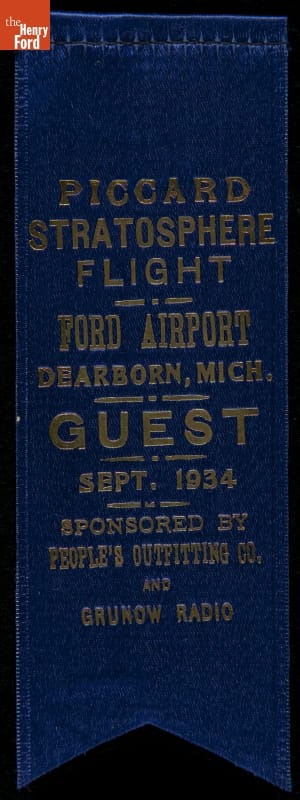 the
Henry
Ford
PICCARD
STRATOSPHERE
FLIGHT
FORD AIRPORT
DEARBORN, MICH.
GUEST
SEPT. 1934
SPONSORED BY
PEOPLE'S OUTFITTING CO.
AND
GRUNOW RADIO